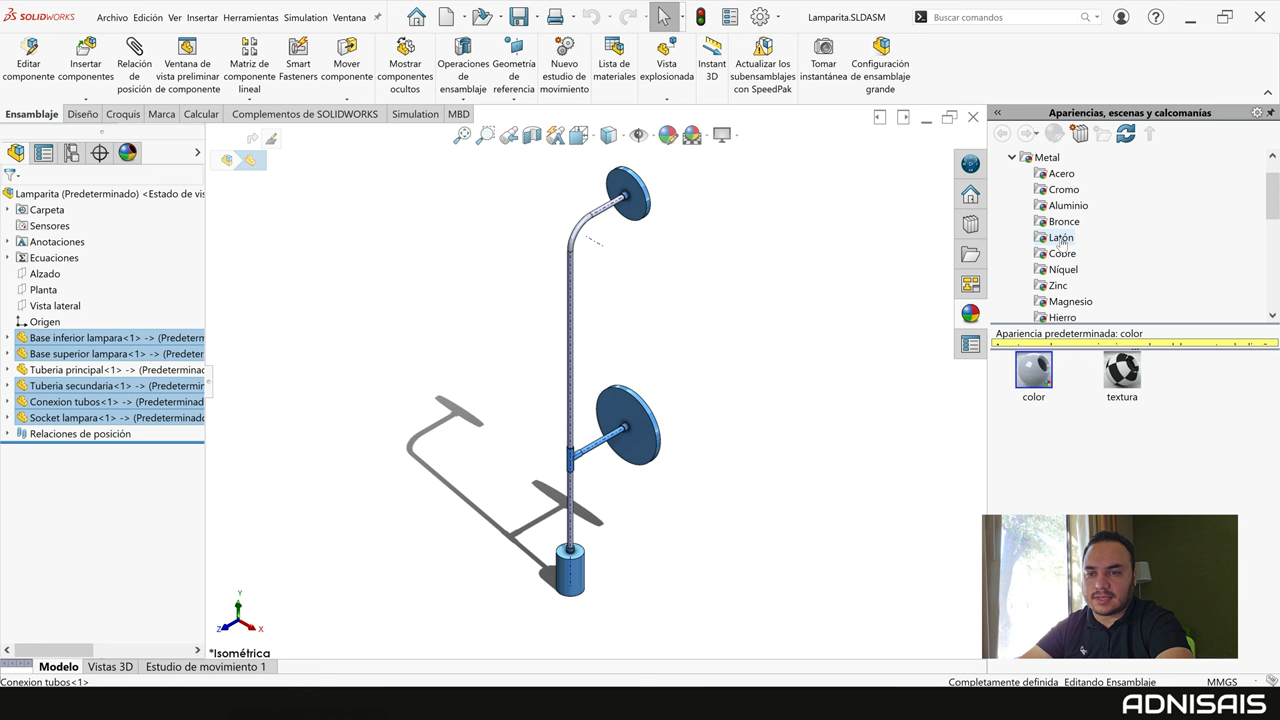 SOLIDWORKS
Archivo Edición Ver Insertar Herramientas Simulation Ventana
Lamparita.SLDASM
Buscar comandos
Editar componente
Insertar componentes
Relación de posición
Ventana de vista preliminar de componente
Matriz de componente lineal
Smart Fasteners
Mover componente
Mostrar componentes ocultos
Operaciones de ensamblaje
Geometría de referencia
Nuevo estudio de movimiento
Lista de materiales
Vista explosionada
Instant 3D
Actualizar los subensamblajes con SpeedPak
Tomar instantánea
Configuración de ensamblaje grande
Ensamblaje Diseño Croquis Marca Calcular Complementos de SOLIDWORKS Simulation MBD
Apariencias, escenas y calcomanías
Lamparita (Predeterminado) <Estado de vis
Carpeta
Sensores
Anotaciones
Ecuaciones
Alzado
Planta
Vista lateral
Origen
Base inferior lampara<1> -> (Predeterm
Base superior lampara<1> -> (Predeter
Tuberia principal<1> -> (Predeterminad
Tuberia secundaria<1> -> (Predetermin
Conexion tubos<1> -> (Predeterminad
Socket lampara<1> -> (Predeterminado
Relaciones de posición
Metal
Acero
Cromo
Aluminio
Bronce
Latón
Cobre
Níquel
Zinc
Magnesio
Hierro
Apariencia predeterminada: color
color textura
Y
Z X
*Isométrica
Modelo Vistas 3D Estudio de movimiento 1
Conexion tubos<1>
Completamente definida Editando Ensamblaje MMGS
ADNISAIS